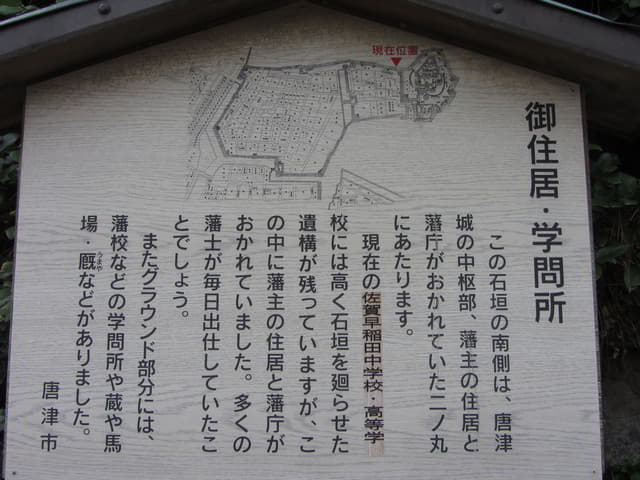 現在位置
御住居・学問所
この石垣の南側は、唐津
城の中枢部、藩主の住居と
藩庁がおかれていた二ノ丸
にあたります。
現在の佐賀早稲田中学校・高等学
校には高く石垣を廻らせた
遺構が残っていますが、こ
の中に藩主の住居と藩庁が
おかれていました。多くの
藩士が毎日出仕していたこ
とでしょう。
またグラウンド部分には、
藩校などの学問所や蔵や馬
場・厩などがありました。
うまや
唐津市